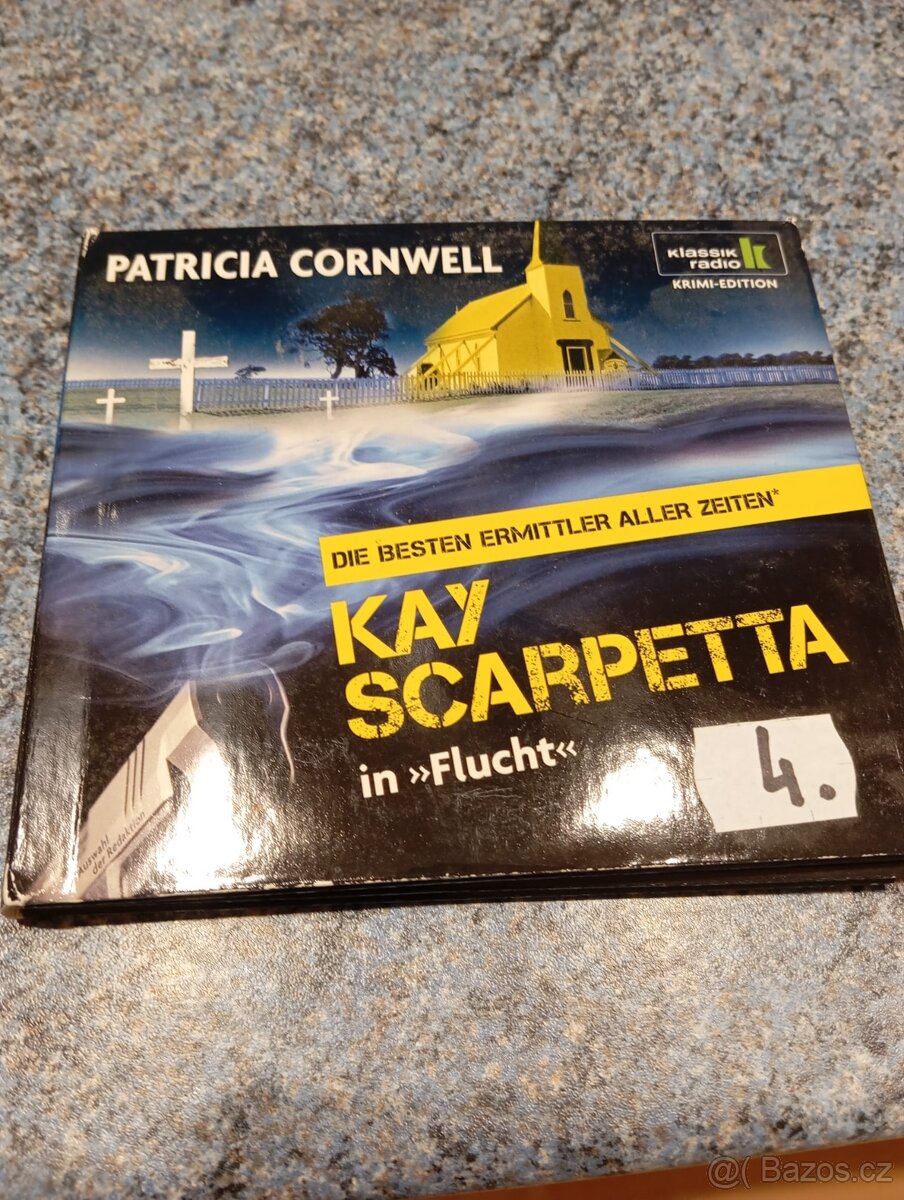 PATRICIA CORNWELL
Klassik
radio
KRIMI-EDITION
DIE BESTEN ERMITTLER ALLER ZEITEN*
KAY
SCARPETTA
in »Flucht«
4.
*Auswahl
der Redaktion
@( Bazos.cz